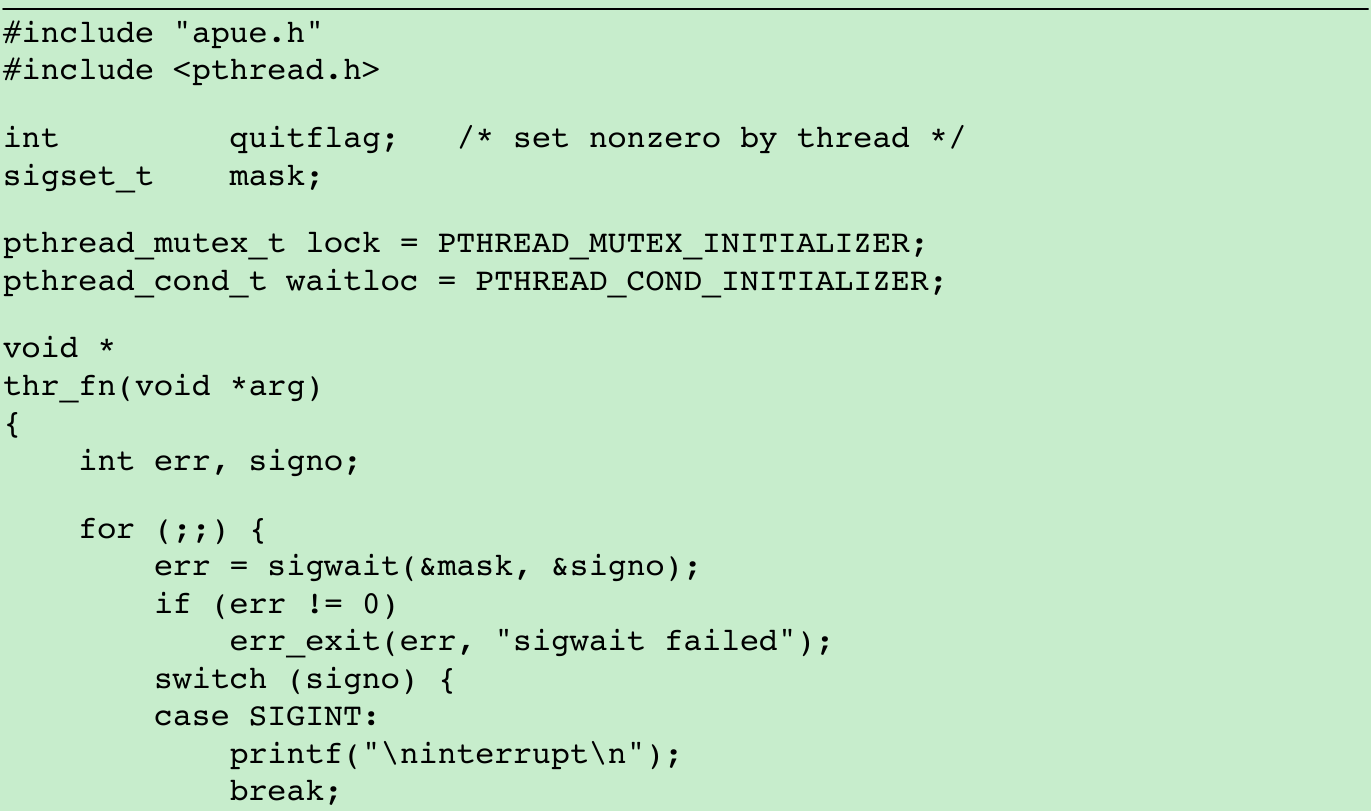 #include "apue.h"
#include <pthread.h>

int         quitflag;   /* set nonzero by thread */
sigset_t    mask;

pthread_mutex_t lock = PTHREAD_MUTEX_INITIALIZER;
pthread_cond_t waitloc = PTHREAD_COND_INITIALIZER;

void *
thr_fn(void *arg)
{
    int err, signo;

    for (;;) {
        err = sigwait(&mask, &signo);
        if (err != 0)
            err_exit(err, "sigwait failed");
        switch (signo) {
        case SIGINT:
            printf("\ninterrupt\n");
            break;